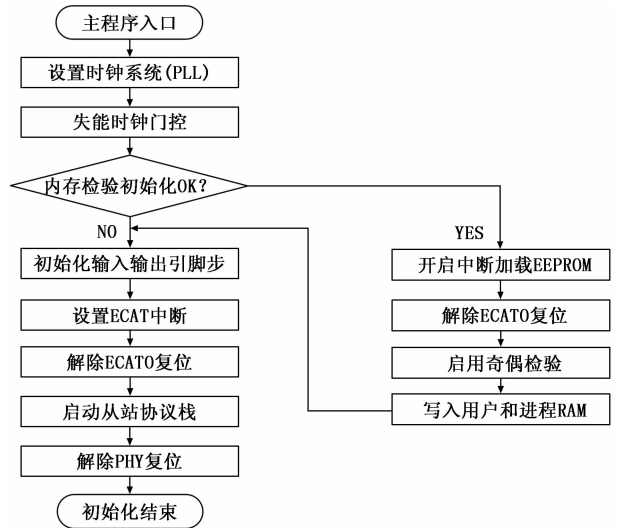 主程序入口
设置时钟系统(PLL)
失能时钟门控
内存检验初始化OK?
NO
YES
初始化输入输出引脚步
设置ECAT中断
解除ECATO复位
启动从站协议栈
解除PHY复位
初始化结束
开启中断加载EEPROM
解除ECATO复位
启用奇偶检验
写入用户和进程RAM